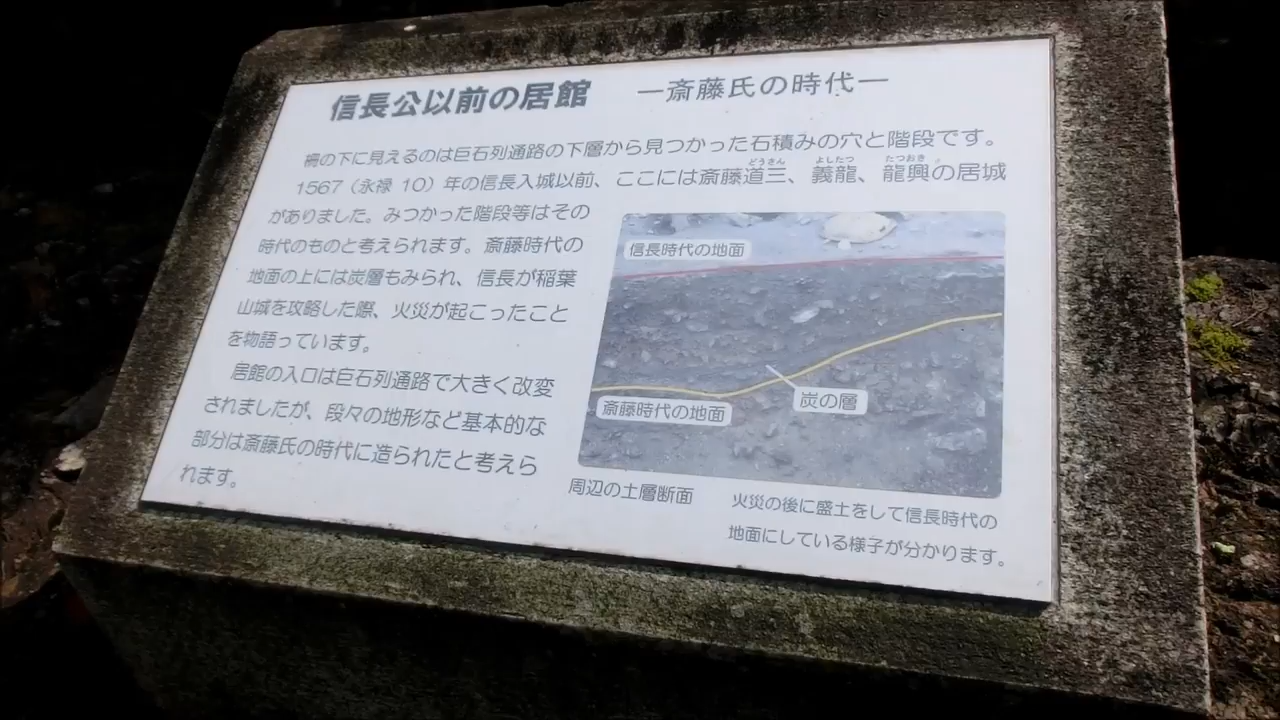 信長公以前の居館　―斎藤氏の時代―
柵の下に見えるのは巨石列通路の下層から見つかった石積みの穴と階段です。
どうさん　よしたつ　たつおき
1567（永禄 10）年の信長入城以前、ここには斎藤道三、義龍、龍興の居城
がありました。みつかった階段等はその
時代のものと考えられます。斎藤時代の
地面の上には炭層もみられ、信長が稲葉
山城を攻略した際、火災が起こったこと
を物語っています。
居館の入口は巨石列通路で大きく改変
されましたが、段々の地形など基本的な
部分は斎藤氏の時代に造られたと考えら
れます。
信長時代の地面
斎藤時代の地面
炭の層
周辺の土層断面
火災の後に盛土をして信長時代の
地面にしている様子が分かります。